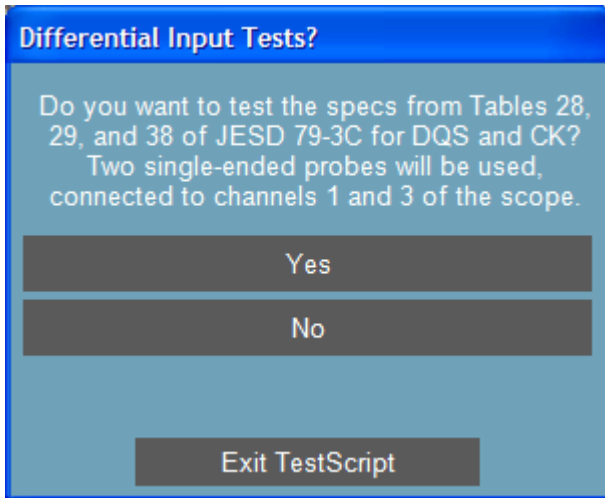 Differential Input Tests?
Do you want to test the specs from Tables 28,
29, and 38 of JESD 79-3C for DQS and CK?
Two single-ended probes will be used,
connected to channels 1 and 3 of the scope.
Yes
No
Exit TestScript